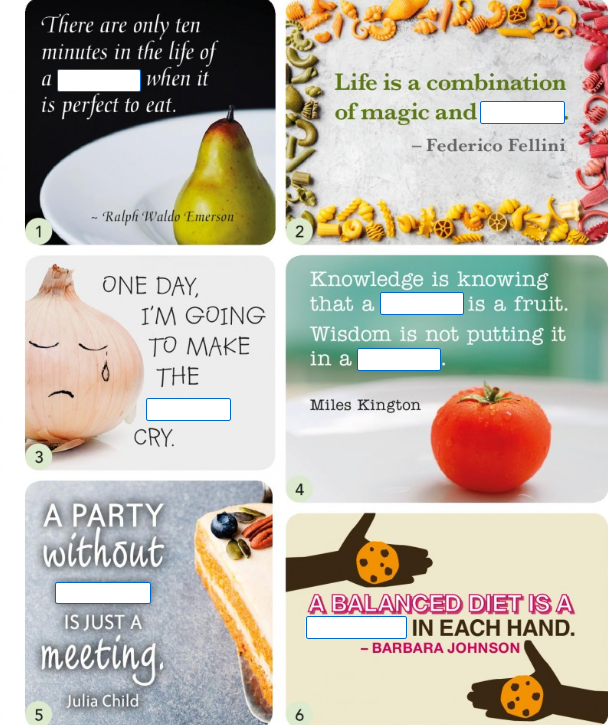 There are only ten
minutes in the life of
a when it
is perfect to eat.
~ Ralph Waldo Emerson
1
Life is a combination
of magic and .
– Federico Fellini
2
ONE DAY,
I'M GOING
TO MAKE
THE
CRY.
3
Knowledge is knowing
that a is a fruit.
Wisdom is not putting it
in a .
Miles Kington
4
A PARTY
without
IS JUST A
meeting.
Julia Child
5
A BALANCED DIET IS A
IN EACH HAND.
– BARBARA JOHNSON
6